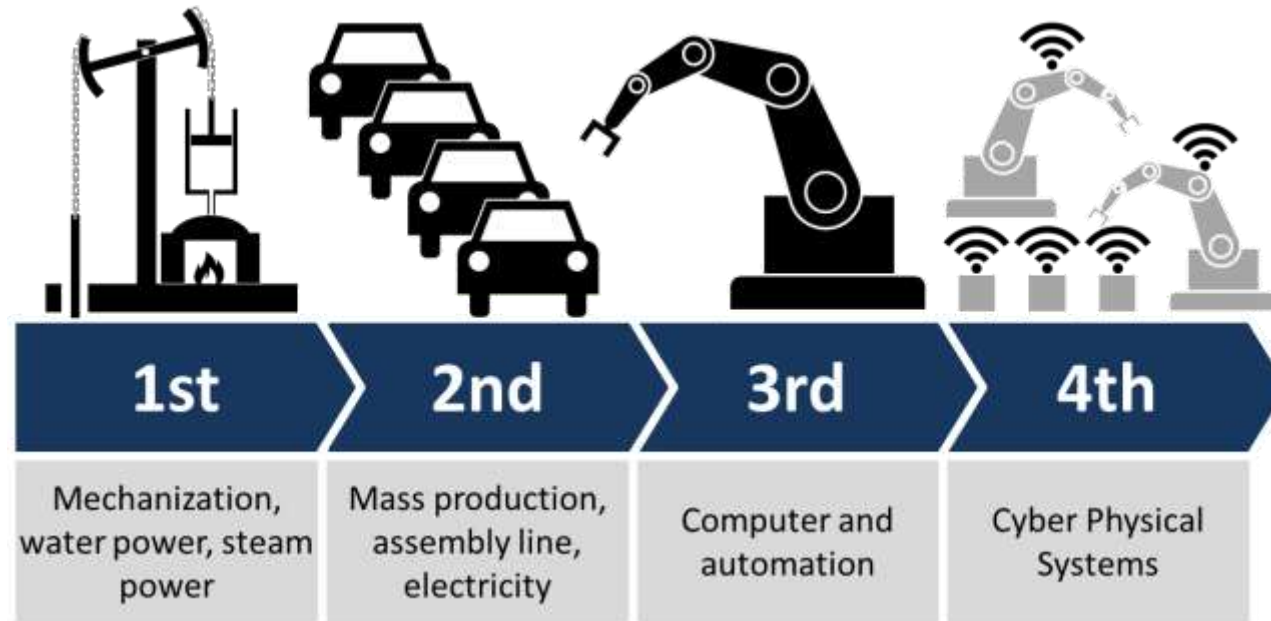 1st
2nd
3rd
4th
Mechanization,
water power, steam
power
Mass production,
assembly line,
electricity
Computer and
automation
Cyber Physical
Systems